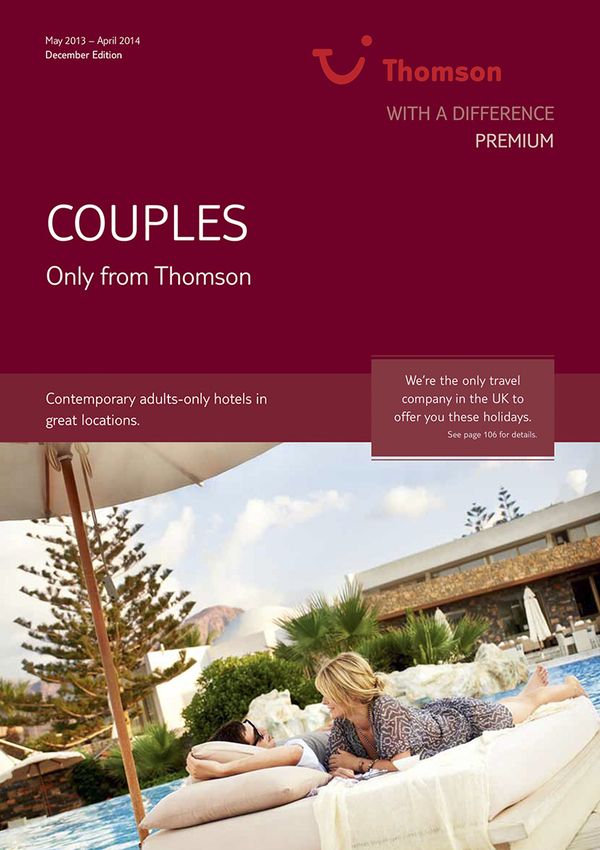 May 2013 – April 2014
December Edition
Thomson
WITH A DIFFERENCE
PREMIUM
COUPLES
Only from Thomson
Contemporary adults-only hotels in
great locations.
We're the only travel
company in the UK to
offer you these holidays.
See page 106 for details.